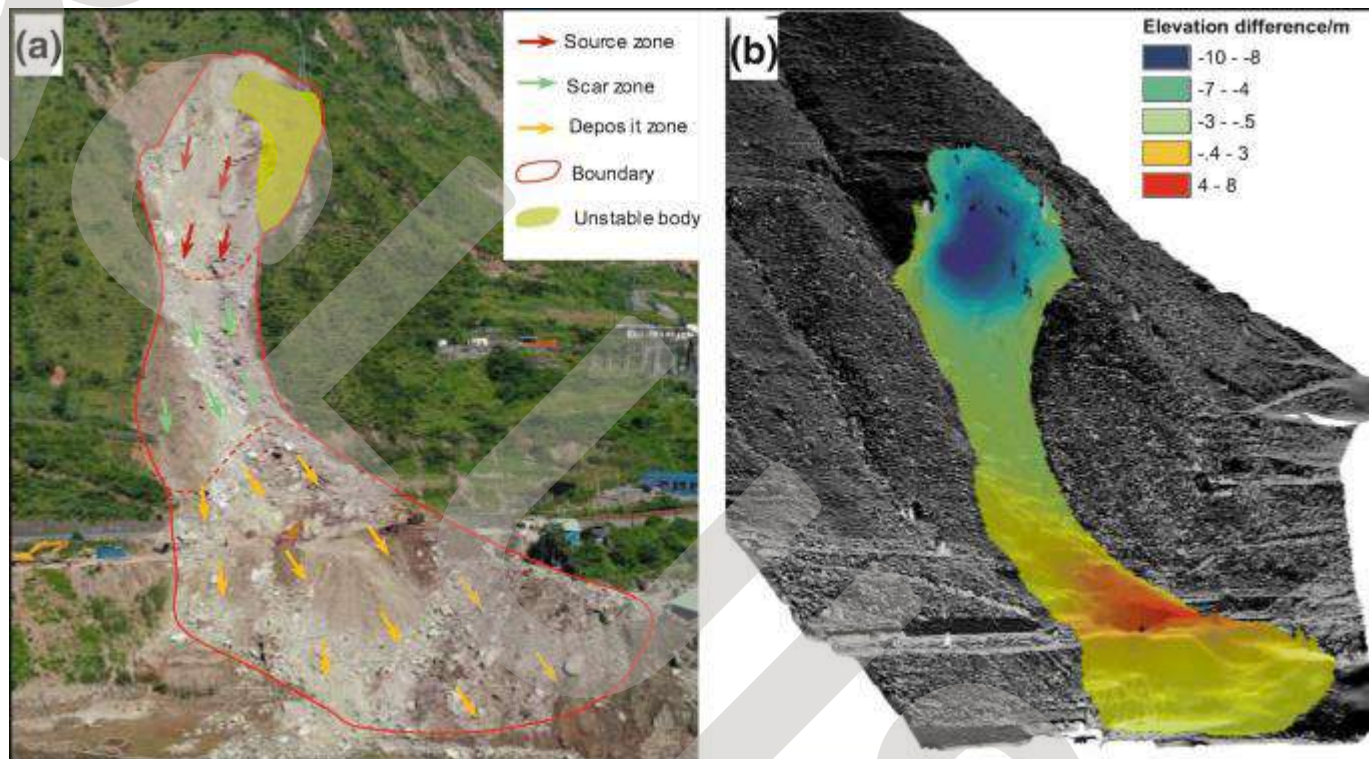 (a)
Source zone
Scar zone
Depos it zone
Boundary
Unstable body
(b)
Elevation difference/m
-10 - -8
-7 - -4
-3 - -.5
-.4 - 3
4 - 8